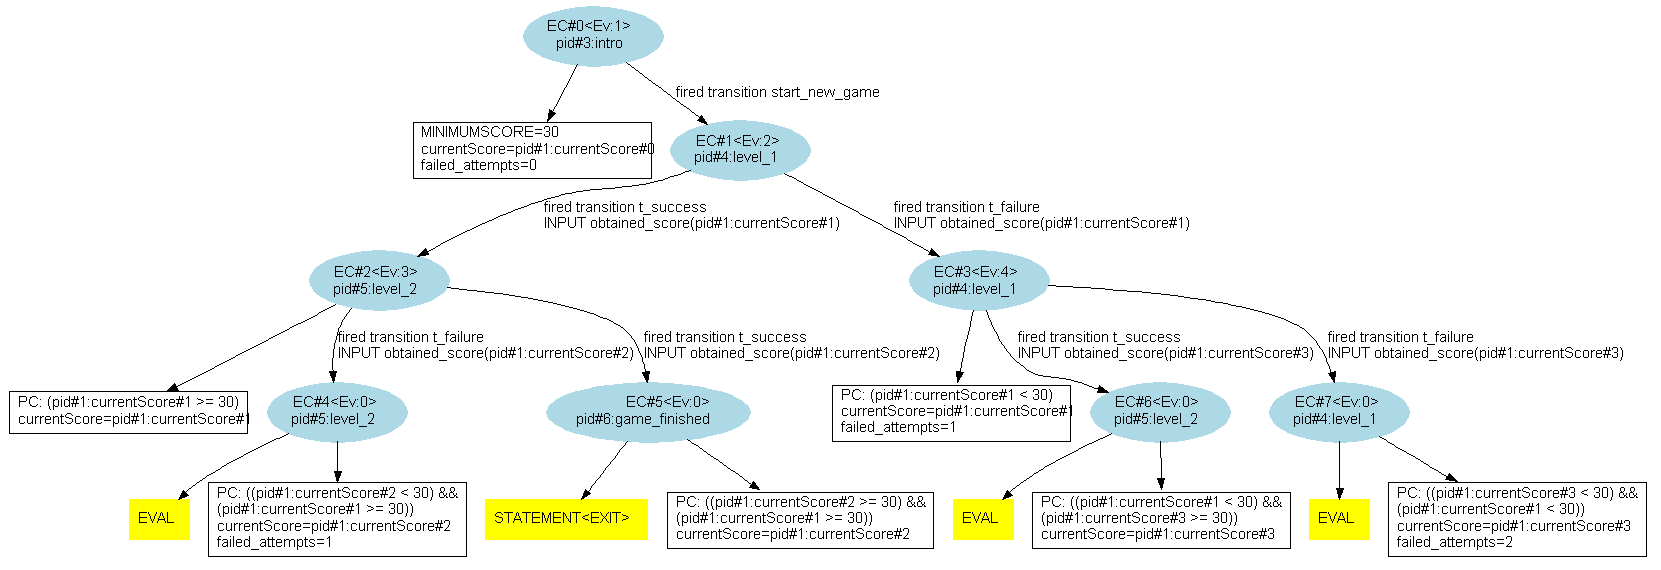 EC#0<Ev:1>
pid#3:intro
fired transition start_new_game
MINIMUMSCORE=30
currentScore=pid#1:currentScore#0
failed_attempts=0
EC#1<Ev:2>
pid#4:level_1
fired transition t_success
INPUT obtained_score(pid#1:currentScore#1)
fired transition t_failure
INPUT obtained_score(pid#1:currentScore#1)
EC#2<Ev:3>
pid#5:level_2
EC#3<Ev:4>
pid#4:level_1
fired transition t_failure
INPUT obtained_score(pid#1:currentScore#2)
fired transition t_success
INPUT obtained_score(pid#1:currentScore#2)
fired transition t_success
INPUT obtained_score(pid#1:currentScore#3)
fired transition t_failure
INPUT obtained_score(pid#1:currentScore#3)
PC: (pid#1:currentScore#1 >= 30)
currentScore=pid#1:currentScore#1
EC#4<Ev:0>
pid#5:level_2
EC#5<Ev:0>
pid#6:game_finished
PC: (pid#1:currentScore#1 < 30)
currentScore=pid#1:currentScore#1
failed_attempts=1
EC#6<Ev:0>
pid#5:level_2
EC#7<Ev:0>
pid#4:level_1
EVAL
PC: ((pid#1:currentScore#2 < 30) &&
(pid#1:currentScore#1 >= 30))
currentScore=pid#1:currentScore#2
failed_attempts=1
STATEMENT<EXIT>
PC: ((pid#1:currentScore#2 >= 30) &&
(pid#1:currentScore#1 >= 30))
currentScore=pid#1:currentScore#2
EVAL
PC: ((pid#1:currentScore#1 < 30) &&
(pid#1:currentScore#3 >= 30))
currentScore=pid#1:currentScore#3
EVAL
PC: ((pid#1:currentScore#3 < 30) &&
(pid#1:currentScore#1 < 30))
currentScore=pid#1:currentScore#3
failed_attempts=2